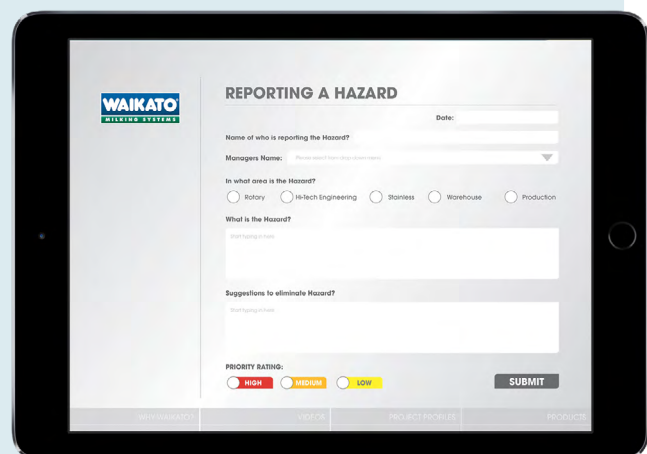 WAIKATO
MILKING SYSTEMS
REPORTING A HAZARD
Date:
Name of who is reporting the Hazard?
Managers Name:
In what area is the Hazard?
Rotary Hi-Tech Engineering Stainless Warehouse Production
What is the Hazard?
Start typing in here
Suggestions to eliminate Hazard?
Start typing in here
PRIORITY RATING:
HIGH MEDIUM LOW
SUBMIT
WHY WAIKATO? VIDEOS PROJECT PROFILES PRODUCTS